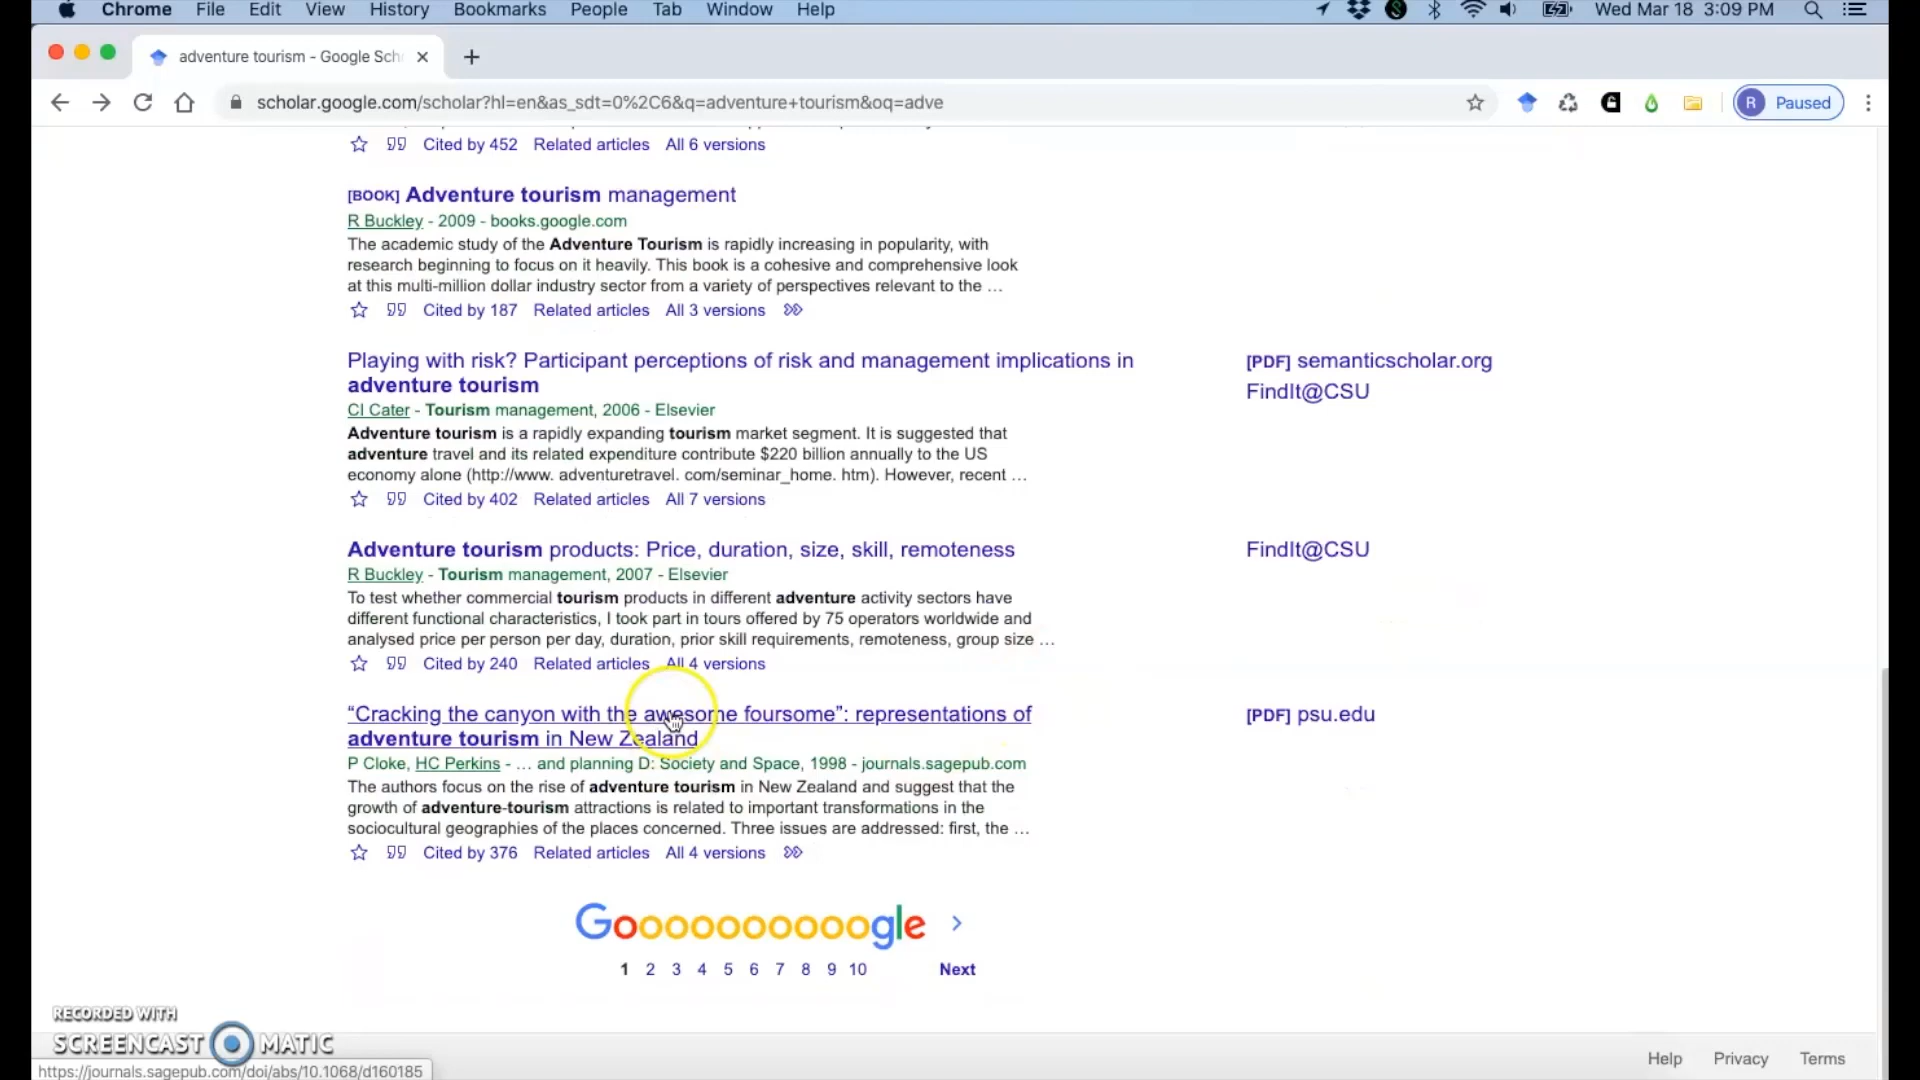 Chrome File Edit View History Bookmarks People Tab Window Help Wed Mar 18 3:09 PM
adventure tourism - Google Sch
scholar.google.com/scholar?hl=en&as_sdt=0%2C6&q=adventure+tourism&oq=adve R Paused
Cited by 452 Related articles All 6 versions
[BOOK] Adventure tourism management
R Buckley - 2009 - books.google.com
The academic study of the Adventure Tourism is rapidly increasing in popularity, with
research beginning to focus on it heavily. This book is a cohesive and comprehensive look
at this multi-million dollar industry sector from a variety of perspectives relevant to the …
Cited by 187 Related articles All 3 versions
Playing with risk? Participant perceptions of risk and management implications in
adventure tourism
[PDF] semanticscholar.org
FindIt@CSU
CI Cater - Tourism management, 2006 - Elsevier
Adventure tourism is a rapidly expanding tourism market segment. It is suggested that
adventure travel and its related expenditure contribute $220 billion annually to the US
economy alone (http://www. adventuretravel. com/seminar_home. htm). However, recent …
Cited by 402 Related articles All 7 versions
Adventure tourism products: Price, duration, size, skill, remoteness
FindIt@CSU
R Buckley - Tourism management, 2007 - Elsevier
To test whether commercial tourism products in different adventure activity sectors have
different functional characteristics, I took part in tours offered by 75 operators worldwide and
analysed price per person per day, duration, prior skill requirements, remoteness, group size …
Cited by 240 Related articles All 4 versions
“Cracking the canyon with the awesome foursome”: representations of
adventure tourism in New Zealand
[PDF] psu.edu
P Cloke, HC Perkins - … and planning D: Society and Space, 1998 - journals.sagepub.com
The authors focus on the rise of adventure tourism in New Zealand and suggest that the
growth of adventure-tourism attractions is related to important transformations in the
sociocultural geographies of the places concerned. Three issues are addressed: first, the …
Cited by 376 Related articles All 4 versions
Goooooooooogle
1 2 3 4 5 6 7 8 9 10 Next
RECORDED WITH
SCREENCAST MATIC
https://journals.sagepub.com/doi/abs/10.1068/d160185
Help Privacy Terms